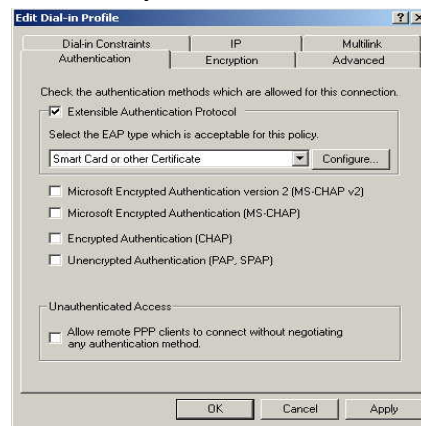 Edit Dial-in Profile
Dial-in Constraints IP Multilink
Authentication Encryption Advanced
Check the authentication methods which are allowed for this connection.
Extensible Authentication Protocol
Select the EAP type which is acceptable for this policy.
Smart Card or other Certificate Configure...
Microsoft Encrypted Authentication version 2 (MS-CHAP v2)
Microsoft Encrypted Authentication (MS-CHAP)
Encrypted Authentication (CHAP)
Unencrypted Authentication (PAP, SPAP)
Unauthenticated Access
Allow remote PPP clients to connect without negotiating
any authentication method.
OK Cancel Apply